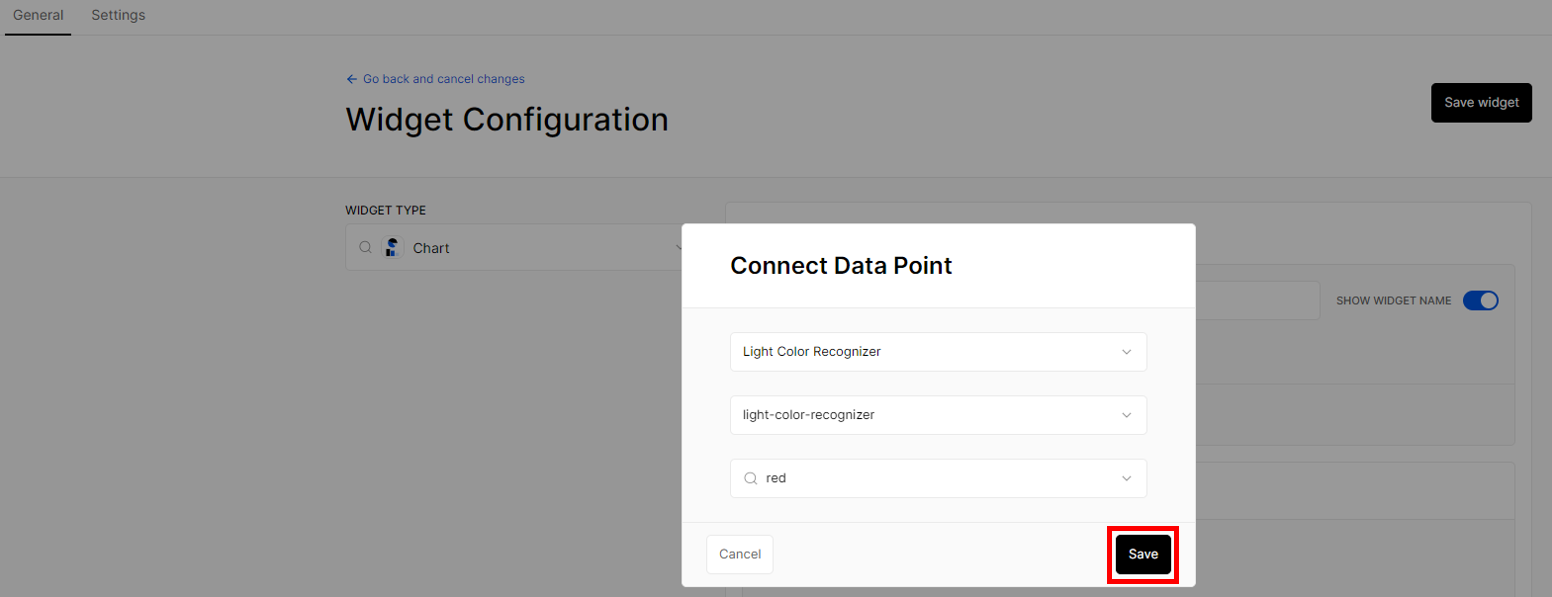 General
Settings
Go back and cancel changes
Widget Configuration
Save widget
WIDGET TYPE
Chart
Connect Data Point
SHOW WIDGET NAME
Light Color Recognizer
light-color-recognizer
red
Cancel
Save